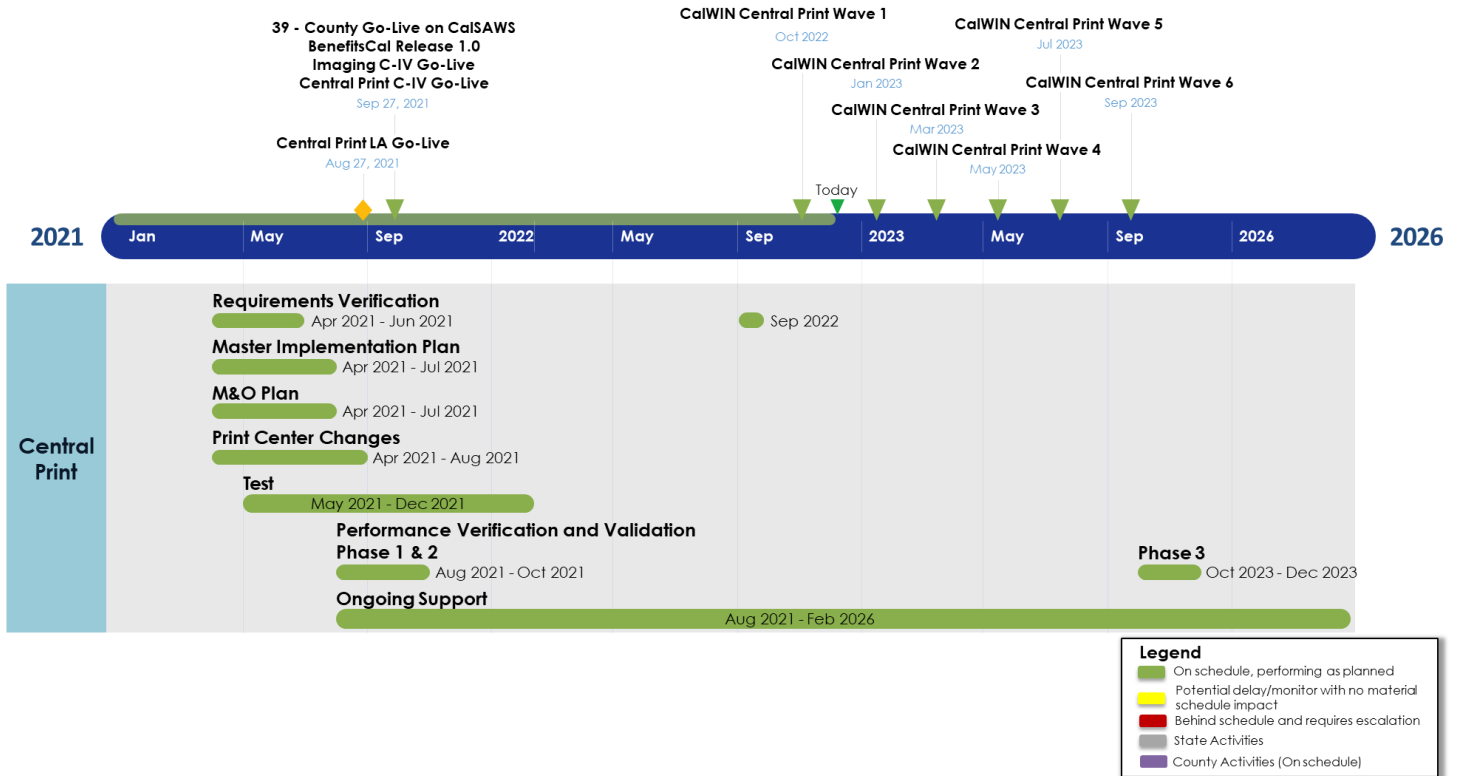 39 - County Go-Live on CalSAWS
BenefitsCal Release 1.0
Imaging C-IV Go-Live
Central Print C-IV Go-Live
Sep 27, 2021
Central Print LA Go-Live
Aug 27, 2021
CalWIN Central Print Wave 1
Oct 2022
CalWIN Central Print Wave 5
Jul 2023
CalWIN Central Print Wave 2
Jan 2023
CalWIN Central Print Wave 6
Sep 2023
CalWIN Central Print Wave 3
Mar 2023
CalWIN Central Print Wave 4
May 2023
Today
2021 Jan May Sep 2022 May Sep 2023 May Sep 2026 2026
Central
Print
Requirements Verification
Apr 2021 - Jun 2021 Sep 2022
Master Implementation Plan
Apr 2021 - Jul 2021
M&O Plan
Apr 2021 - Jul 2021
Print Center Changes
Apr 2021 - Aug 2021
Test
May 2021 - Dec 2021
Performance Verification and Validation
Phase 1 & 2 Phase 3
Aug 2021 - Oct 2021 Oct 2023 - Dec 2023
Ongoing Support
Aug 2021 - Feb 2026
Legend
On schedule, performing as planned
Potential delay/monitor with no material
schedule impact
Behind schedule and requires escalation
State Activities
County Activities (On schedule)